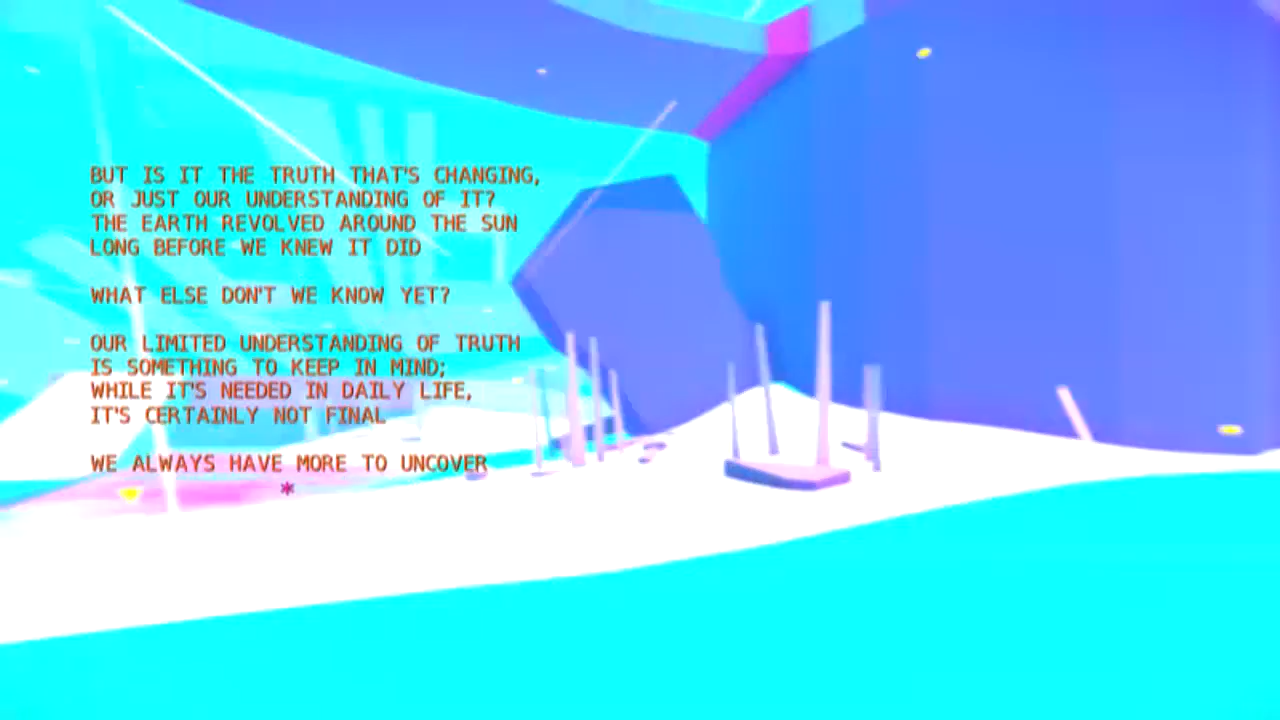 BUT IS IT THE TRUTH THAT'S CHANGING,
OR JUST OUR UNDERSTANDING OF IT?
THE EARTH REVOLVED AROUND THE SUN
LONG BEFORE WE KNEW IT DID
WHAT ELSE DON'T WE KNOW YET?
OUR LIMITED UNDERSTANDING OF TRUTH
IS SOMETHING TO KEEP IN MIND;
WHILE IT'S NEEDED IN DAILY LIFE,
IT'S CERTAINLY NOT FINAL
WE ALWAYS HAVE MORE TO UNCOVER
*